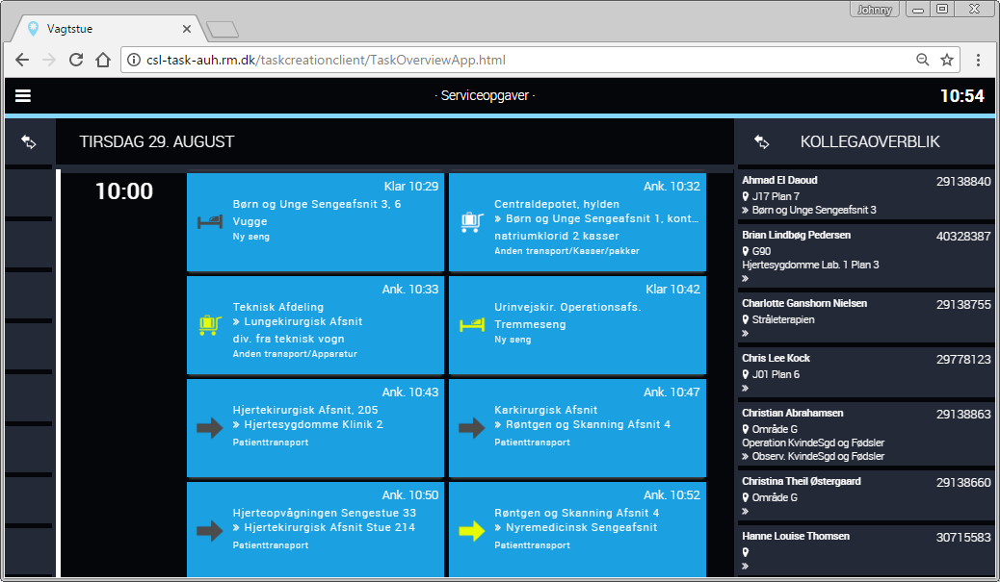 Johnny
Vagtstue
csl-task-auh.rm.dk/taskcreationclient/TaskOverviewApp.html
· Serviceopgaver ·
10:54
TIRSDAG 29. AUGUST
KOLLEGAOVERBLIK
10:00
Klar 10:29
Børn og Unge Sengeafsnit 3, 6
Vugge
Ny seng
Ank. 10:32
Centraldepotet, hylden
» Børn og Unge Sengeafsnit 1, kont...
natriumklorid 2 kasser
Anden transport/Kasser/pakker
Ank. 10:33
Teknisk Afdeling
» Lungekirurgisk Afsnit
div. fra teknisk vogn
Anden transport/Apparatur
Klar 10:42
Urinvejskir. Operationsafs.
Tremmeseng
Ny seng
Ank. 10:43
Hjertekirurgisk Afsnit, 205
» Hjertesygdomme Klinik 2
Patienttransport
Ank. 10:47
Karkirurgisk Afsnit
» Røntgen og Skanning Afsnit 4
Patienttransport
Ank. 10:50
Hjerteopvågningen Sengestue 33
» Hjertekirurgisk Afsnit Stue 214
Patienttransport
Ank. 10:52
Røntgen og Skanning Afsnit 4
» Nyremedicinsk Sengeafsnit
Patienttransport
Ahmad El Daoud 29138840
J17 Plan 7
» Børn og Unge Sengeafsnit 3
Brian Lindbøg Pedersen 40328387
G90
Hjertesygdomme Lab. 1 Plan 3
»
Charlotte Ganshorn Nielsen 29138755
Stråleterapien
»
Chris Lee Kock 29778123
J01 Plan 6
»
Christian Abrahamsen 29138863
Område G
Operation KvindeSgd og Fødsler
» Observ. KvindeSgd og Fødsler
Christina Theil Østergaard 29138660
Område G
»
Hanne Louise Thomsen 30715583
»